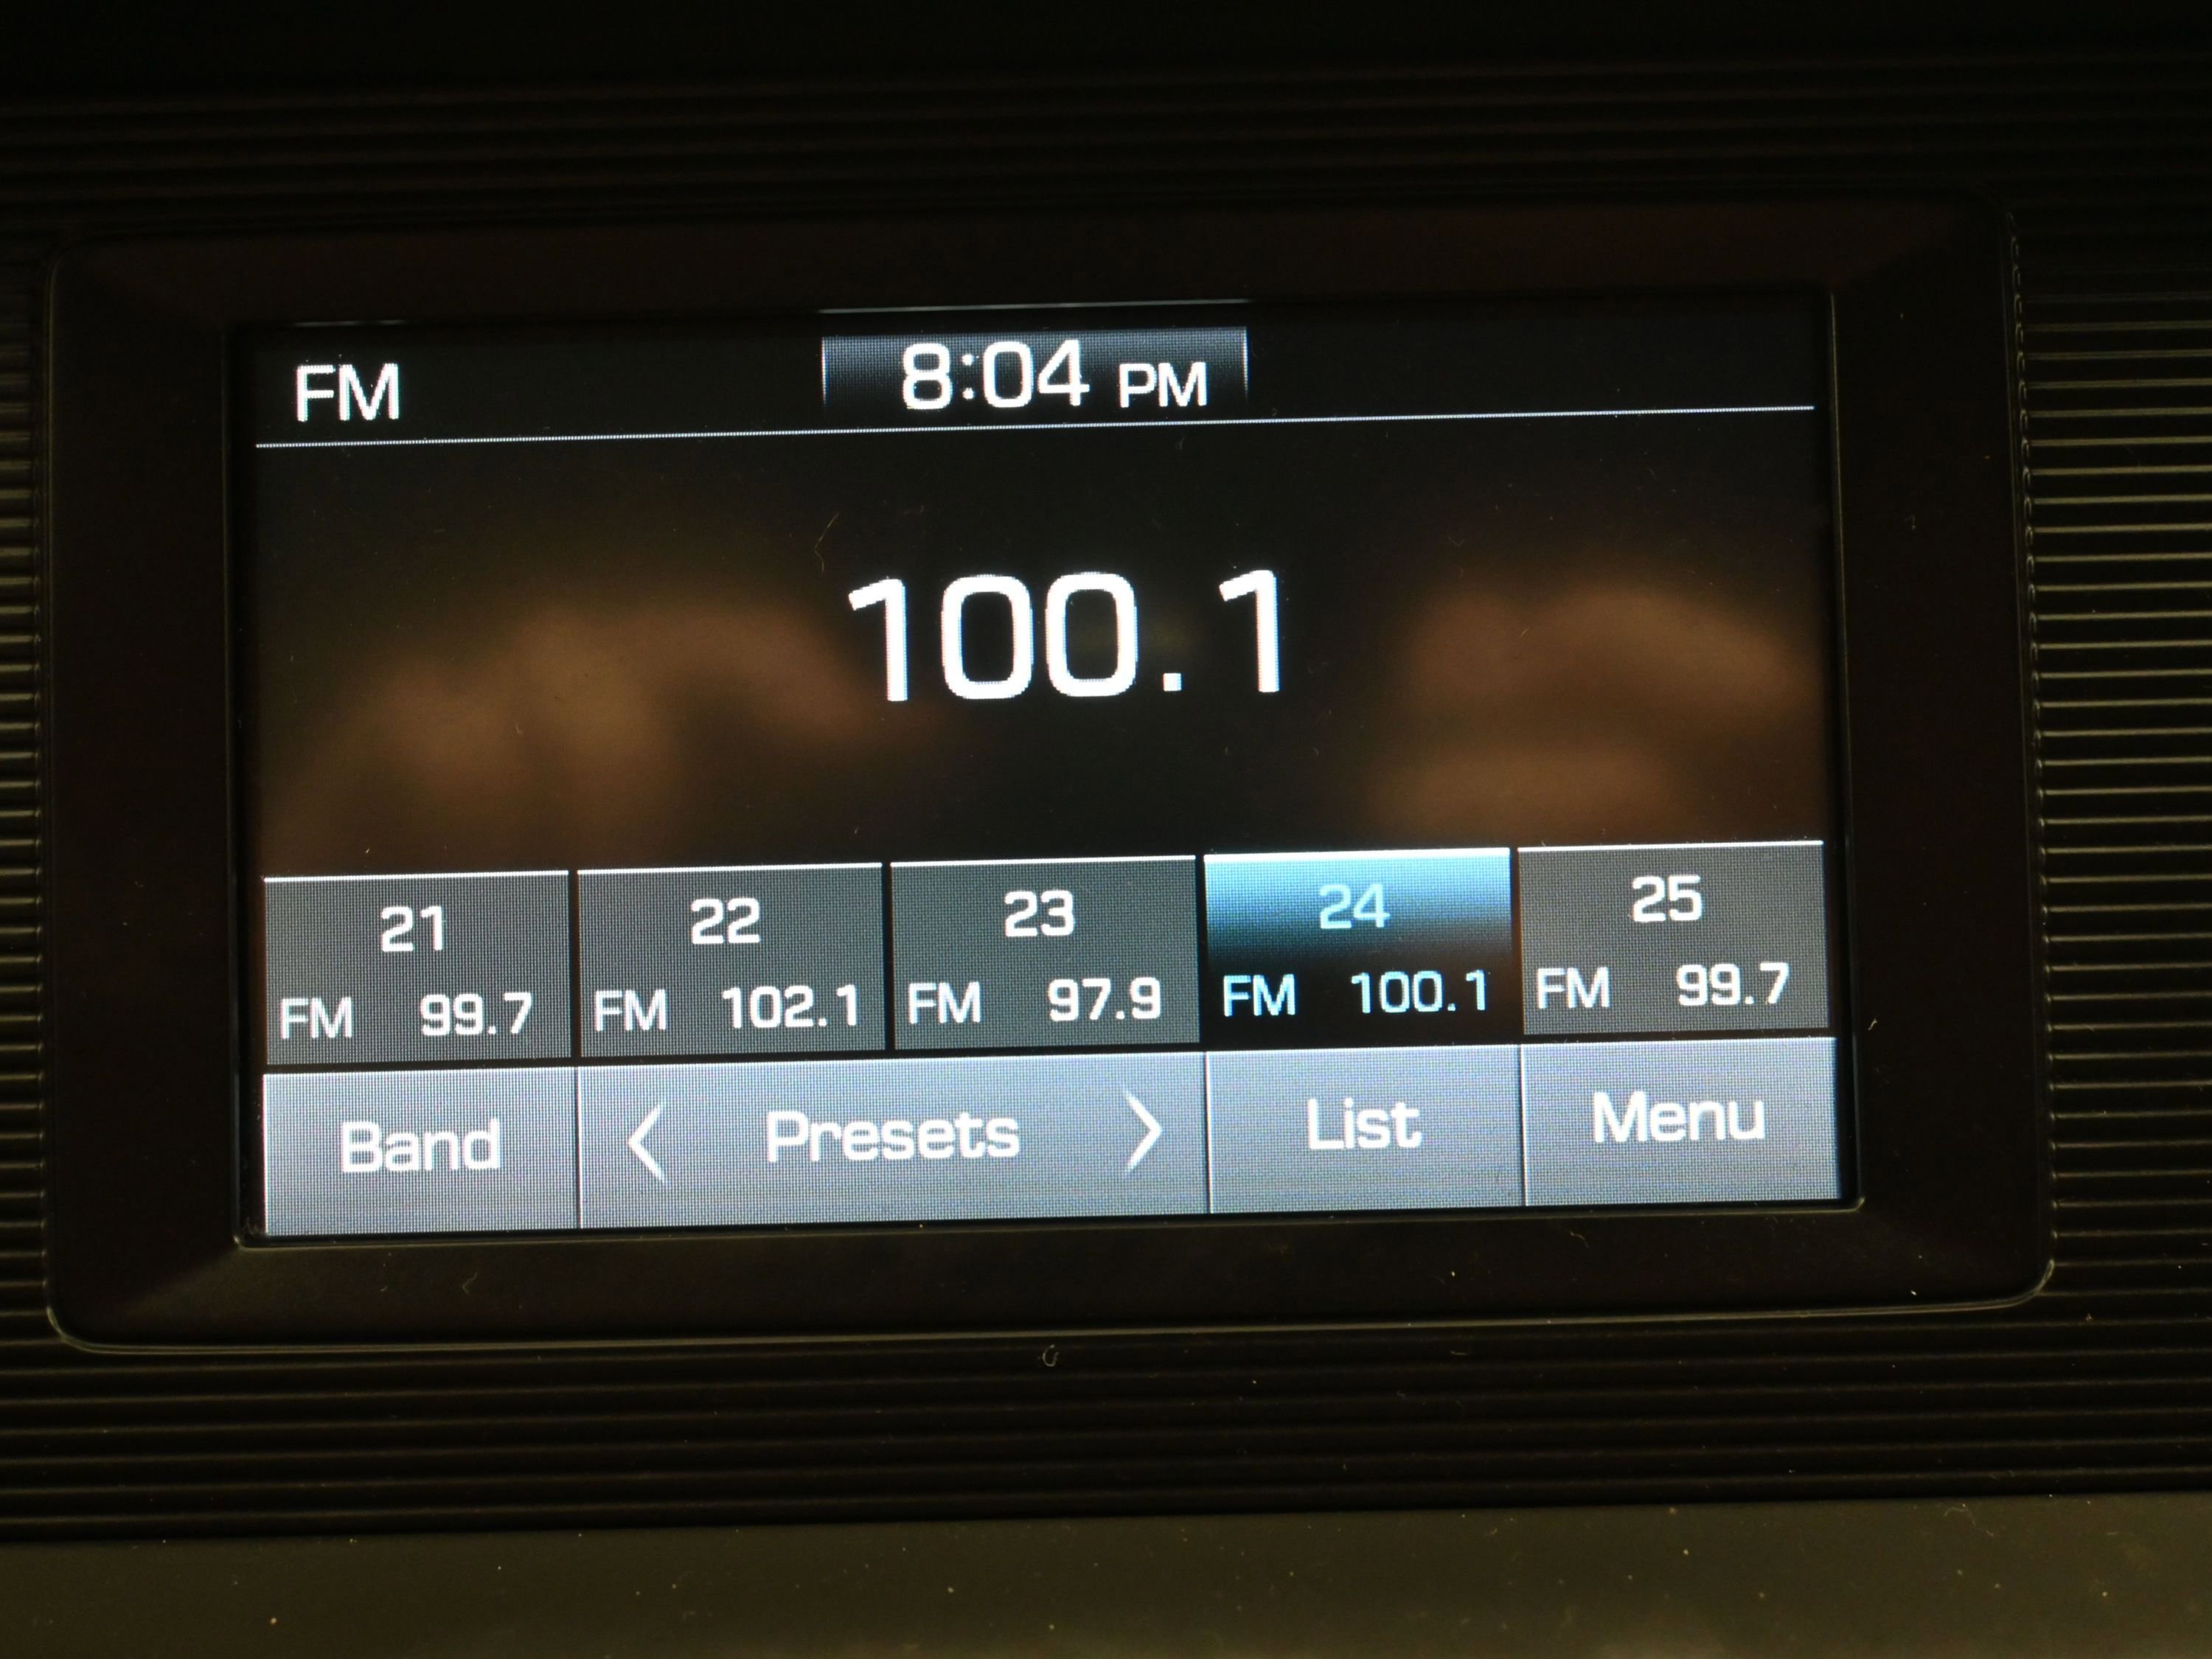 FM 8:04 PM
100.1
21 22 23 24 25
FM 99.7 FM 102.1 FM 97.9 FM 100.1 FM 99.7
Band < Presets > List Menu